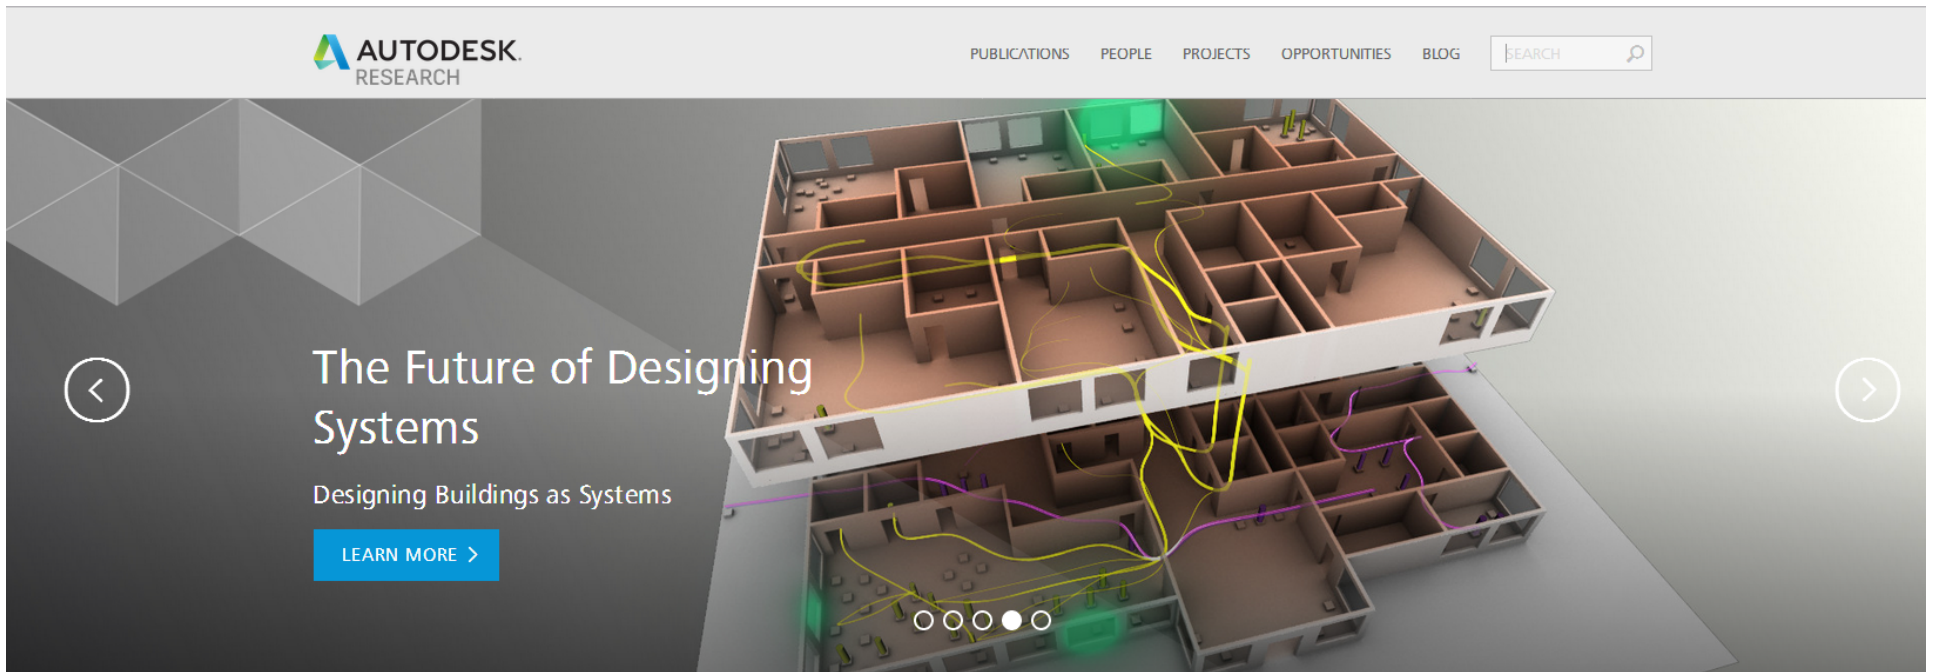 AUTODESK.
RESEARCH
PUBLICATIONS PEOPLE PROJECTS OPPORTUNITIES BLOG SEARCH
The Future of Designing
Systems
Designing Buildings as Systems
LEARN MORE